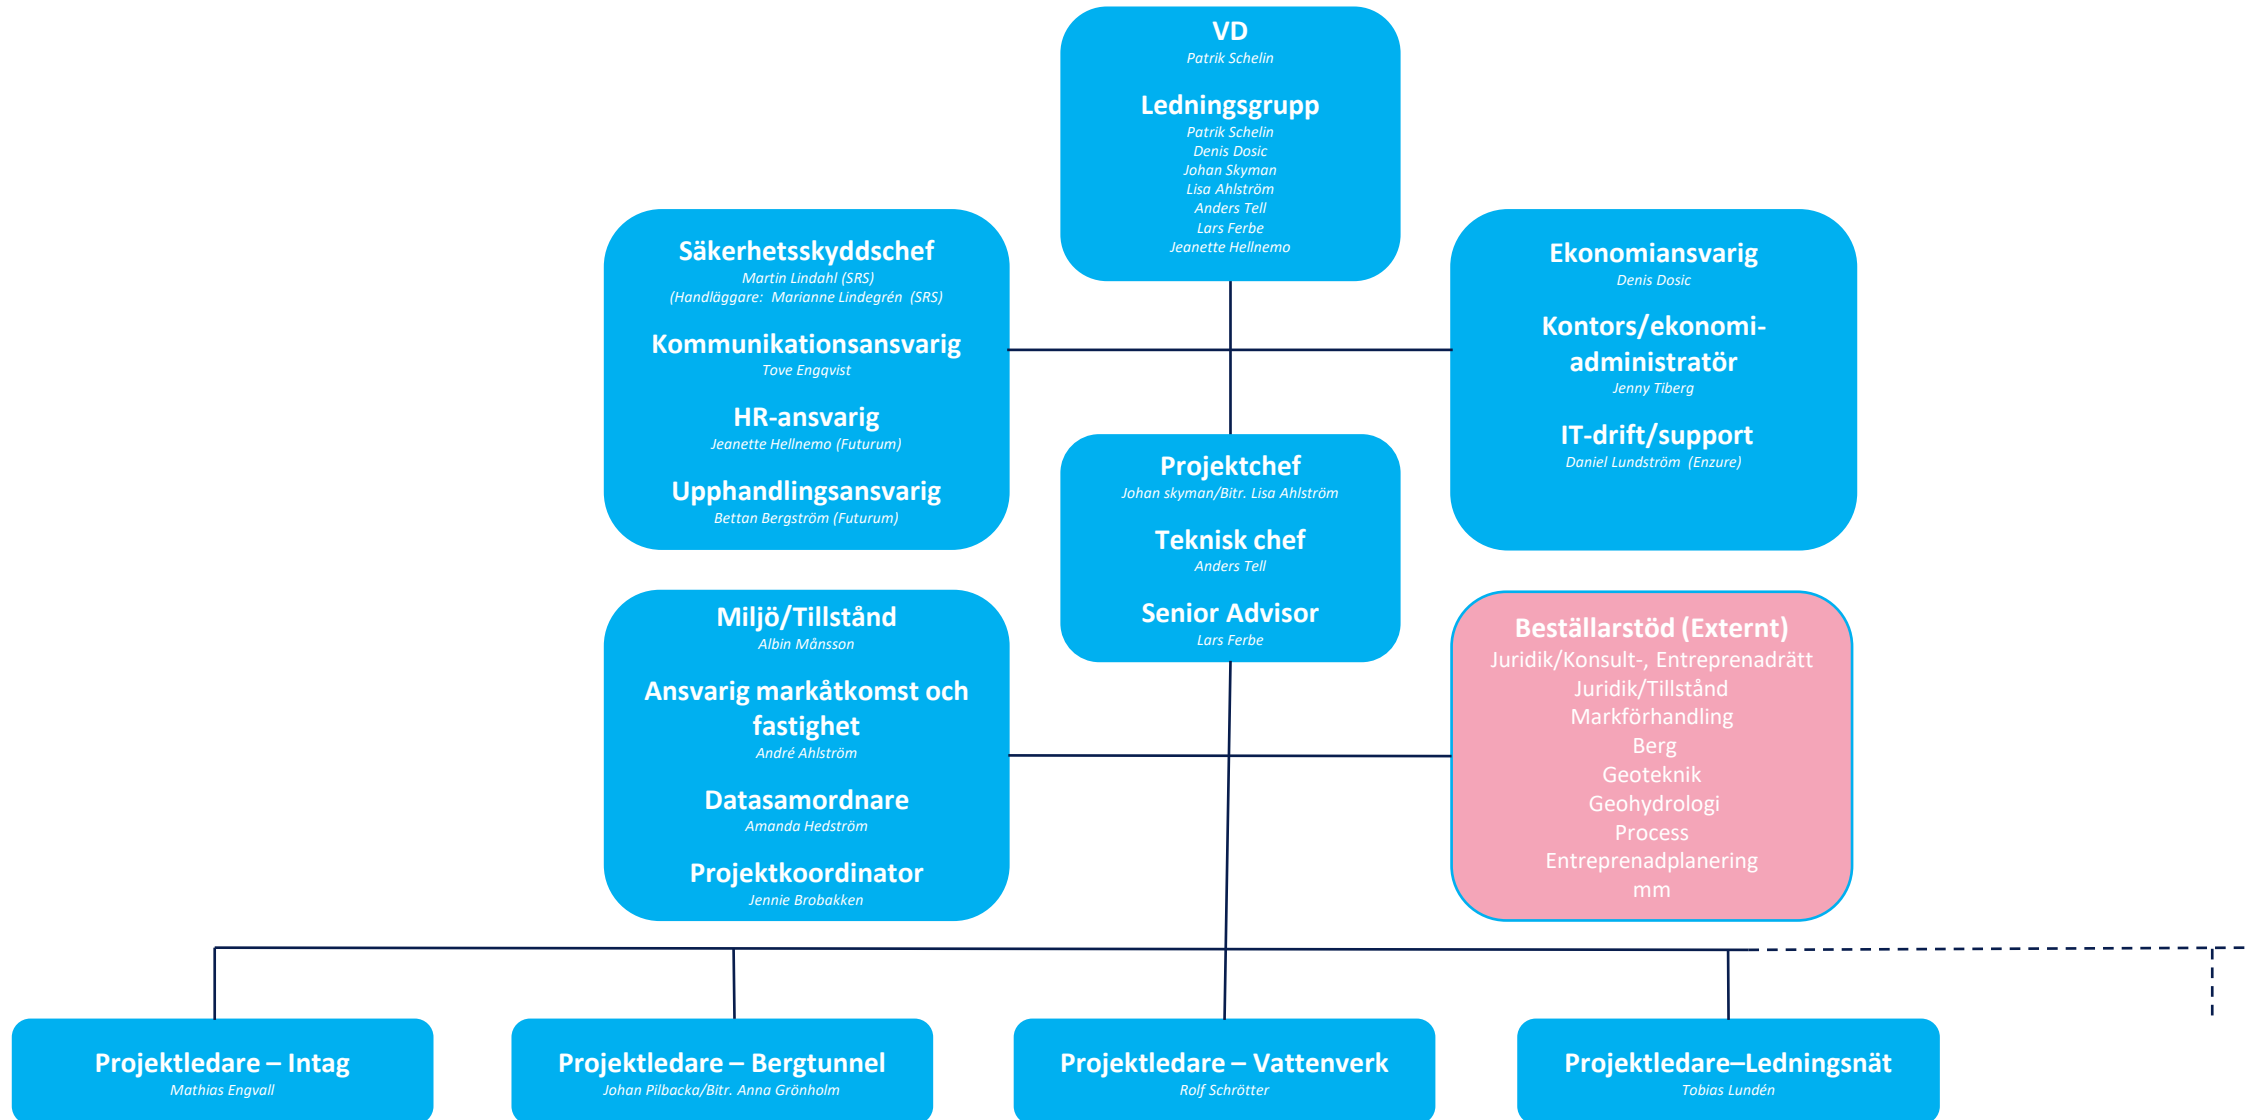 VD
Patrik Schelin
Ledningsgrupp
Patrik Schelin
Denis Dosic
Johan Skyman
Lisa Ahlström
Anders Tell
Lars Ferbe
Jeanette Hellnemo
Säkerhetsskyddschef
Martin Lindahl (SRS)
(Handläggare: Marianne Lindegrén (SRS)
Kommunikationsansvarig
Tove Engqvist
HR-ansvarig
Jeanette Hellnemo (Futurum)
Upphandlingsansvarig
Bettan Bergström (Futurum)
Ekonomiansvarig
Denis Dosic
Kontors/ekonomi-
administratör
Jenny Tiberg
IT-drift/support
Daniel Lundström (Enzure)
Projektchef
Johan skyman/Bitr. Lisa Ahlström
Teknisk chef
Anders Tell
Senior Advisor
Lars Ferbe
Miljö/Tillstånd
Albin Månsson
Ansvarig markåtkomst och
fastighet
André Ahlström
Datasamordnare
Amanda Hedström
Projektkoordinator
Jennie Brobakken
Beställarstöd (Externt)
Juridik/Konsult-, Entreprenadrätt
Juridik/Tillstånd
Markförhandling
Berg
Geoteknik
Geohydrologi
Process
Entreprenadplanering
mm
Projektledare – Intag
Mathias Engvall
Projektledare – Bergtunnel
Johan Pilbacka/Bitr. Anna Grönholm
Projektledare – Vattenverk
Rolf Schrötter
Projektledare–Ledningsnät
Tobias Lundén